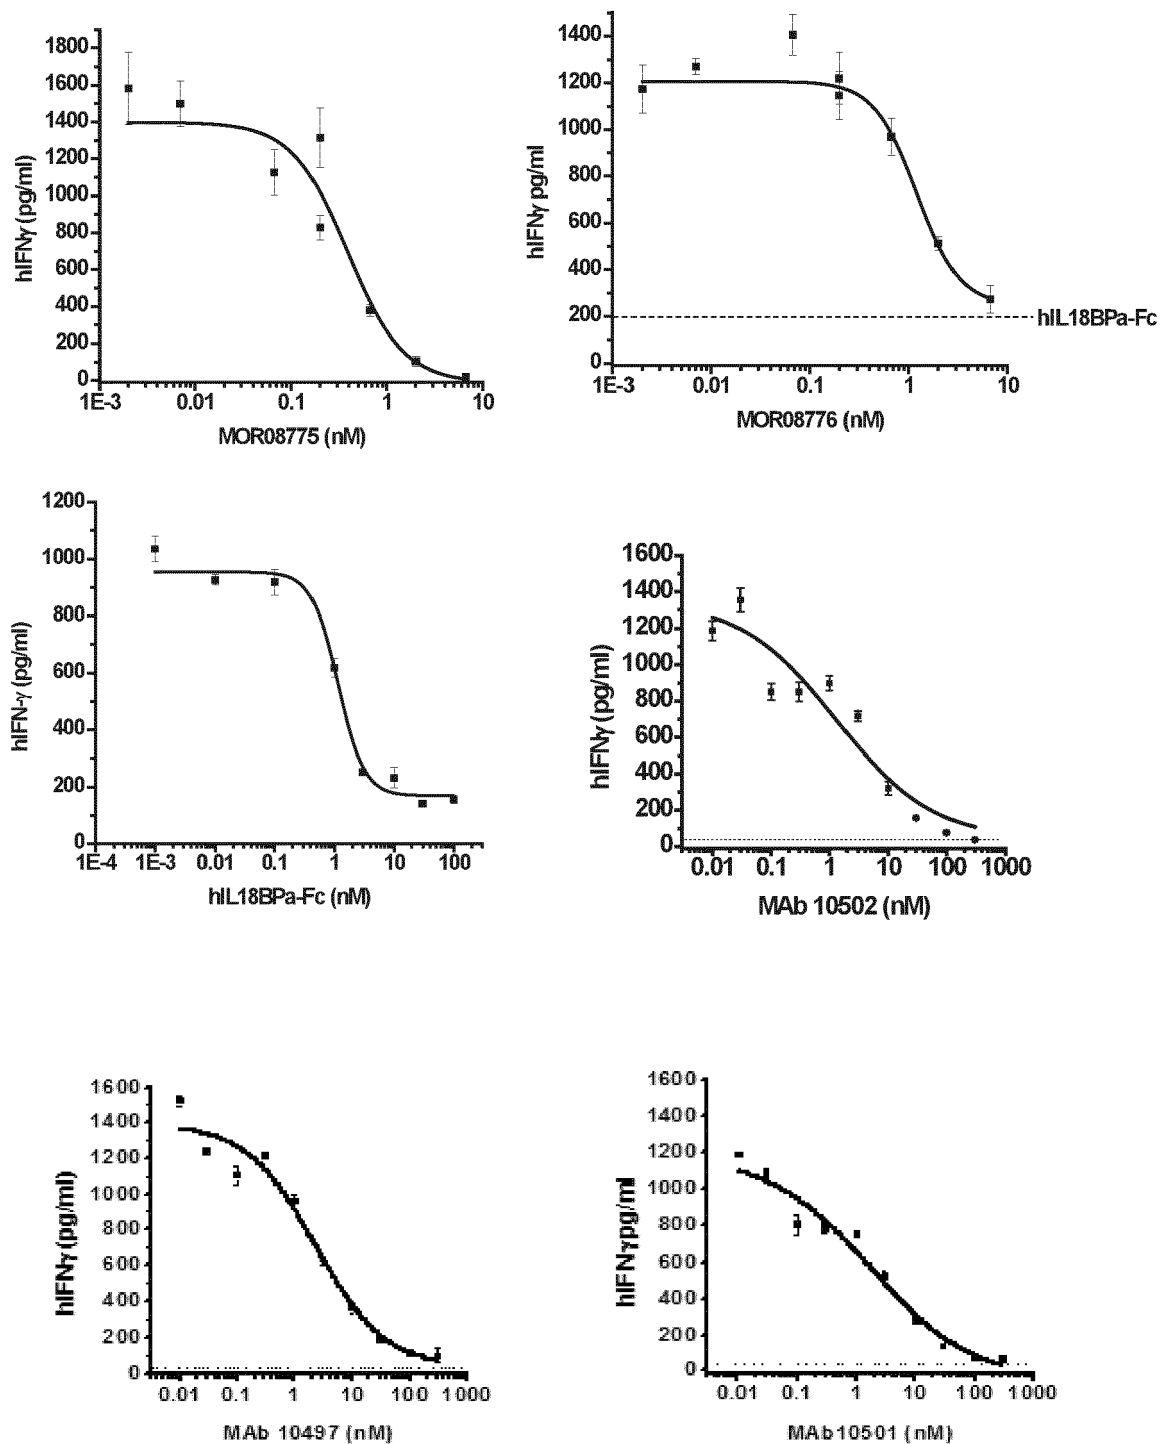 hIFNγ (pg/ml)
1800
1600
1400
1200
1000
800
600
400
200
0
1E-3 0.01 0.1 1 10
MOR08775 (nM)
hIFNγ pg/ml
1400
1200
1000
800
600
400
200
0
hIL18BPa-Fc
1E-3 0.01 0.1 1 10
MOR08776 (nM)
hIFN-γ (pg/ml)
1200
1000
800
600
400
200
0
1E-4 1E-3 0.01 0.1 1 10 100
hIL18BPa-Fc (nM)
hIFNγ (pg/ml)
1600
1400
1200
1000
800
600
400
200
0
0.01 0.1 1 10 100 1000
MAb 10502 (nM)
hIFNγ (pg/ml)
1600
1400
1200
1000
800
600
400
200
0
0.01 0.1 1 10 100 1000
MAb 10497 (nM)
hIFNγpg/ml
1600
1400
1200
1000
800
600
400
200
0
0.01 0.1 1 10 100 1000
MAb10501 (nM)